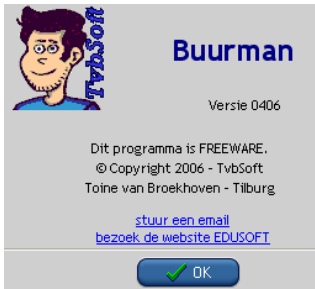 TvbSoft
Buurman
Versie 0406
Dit programma is FREEWARE.
© Copyright 2006 - TvbSoft
Toine van Broekhoven - Tilburg
stuur een email
bezoek de website EDUSOFT
OK